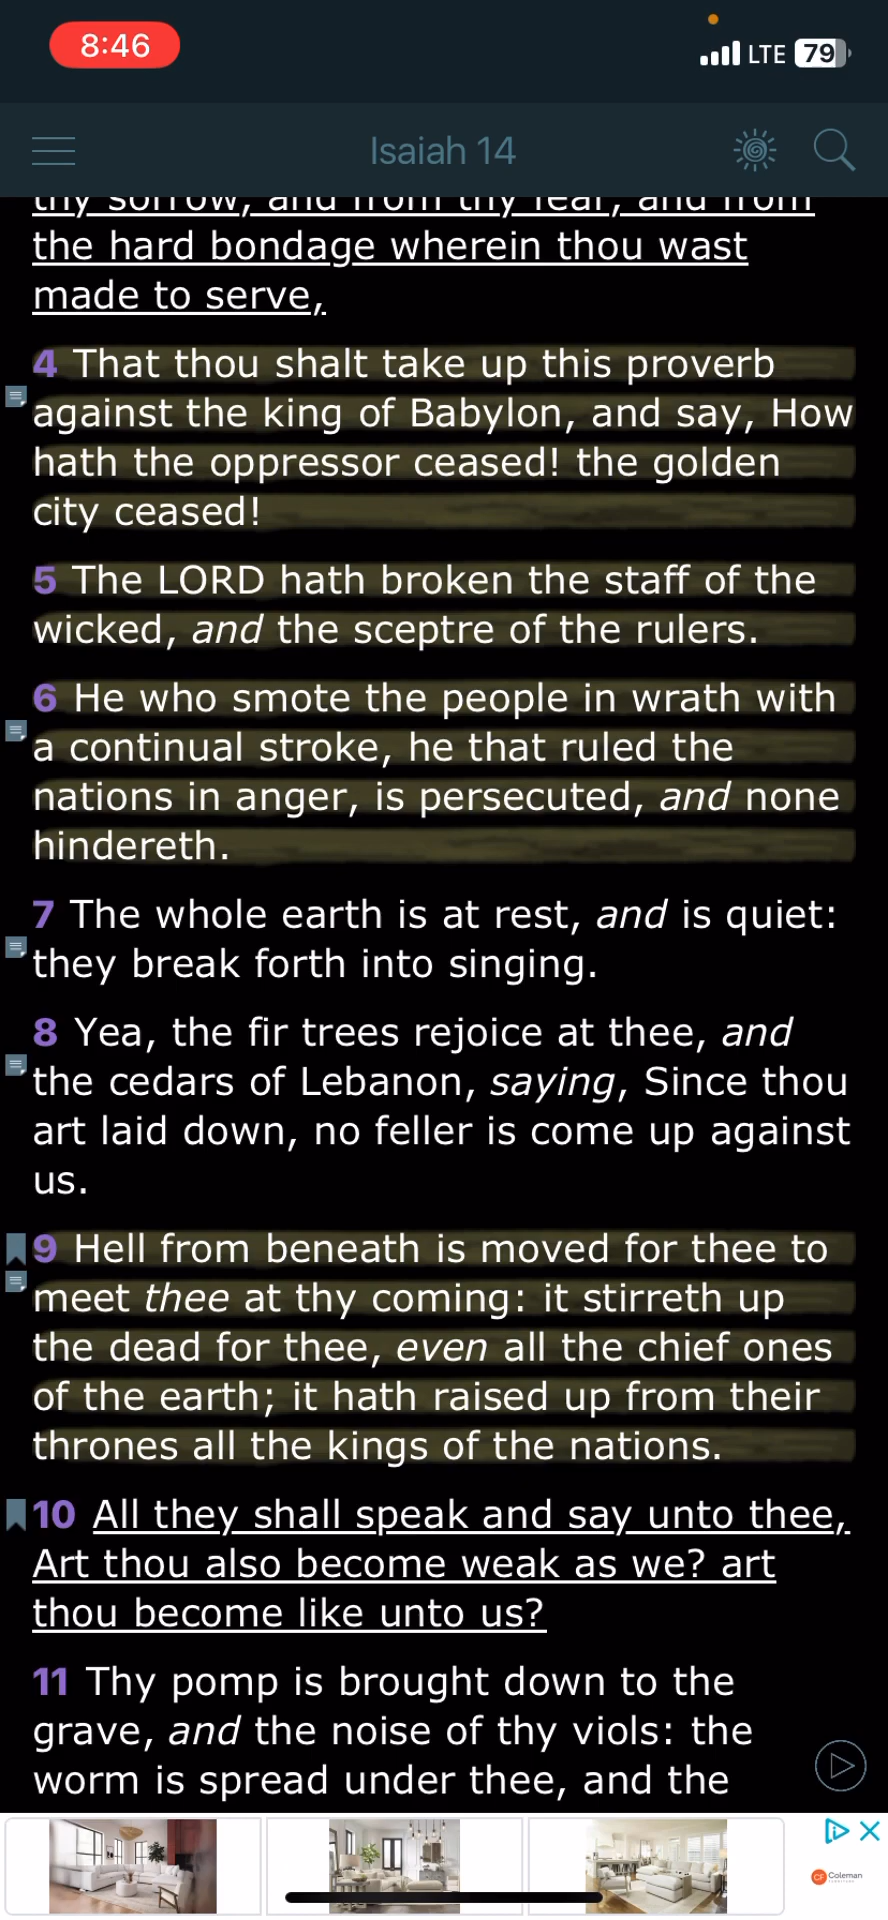 8:46
LTE 79
Isaiah 14
thy sorrow, and from thy fear, and from
the hard bondage wherein thou wast
made to serve,
4 That thou shalt take up this proverb
against the king of Babylon, and say, How
hath the oppressor ceased! the golden
city ceased!
5 The LORD hath broken the staff of the
wicked, and the sceptre of the rulers.
6 He who smote the people in wrath with
a continual stroke, he that ruled the
nations in anger, is persecuted, and none
hindereth.
7 The whole earth is at rest, and is quiet:
they break forth into singing.
8 Yea, the fir trees rejoice at thee, and
the cedars of Lebanon, saying, Since thou
art laid down, no feller is come up against
us.
9 Hell from beneath is moved for thee to
meet thee at thy coming: it stirreth up
the dead for thee, even all the chief ones
of the earth; it hath raised up from their
thrones all the kings of the nations.
10 All they shall speak and say unto thee,
Art thou also become weak as we? art
thou become like unto us?
11 Thy pomp is brought down to the
grave, and the noise of thy viols: the
worm is spread under thee, and the
CF Coleman
FURNITURE